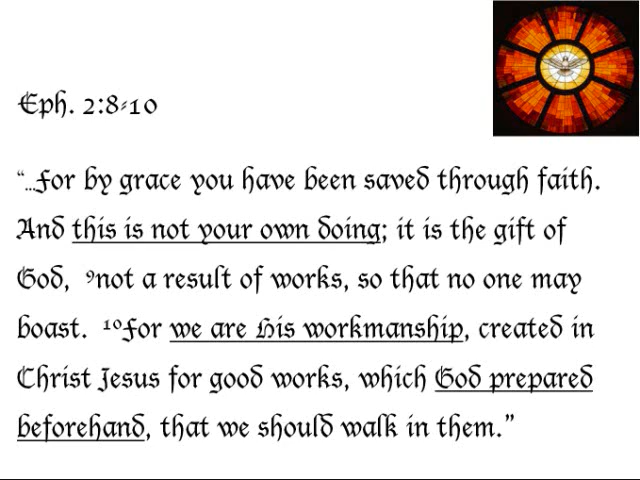 Eph. 2:8-10
“…For by grace you have been saved through faith.
And this is not your own doing; it is the gift of
God, ⁹not a result of works, so that no one may
boast. ¹⁰For we are His workmanship, created in
Christ Jesus for good works, which God prepared
beforehand, that we should walk in them.”